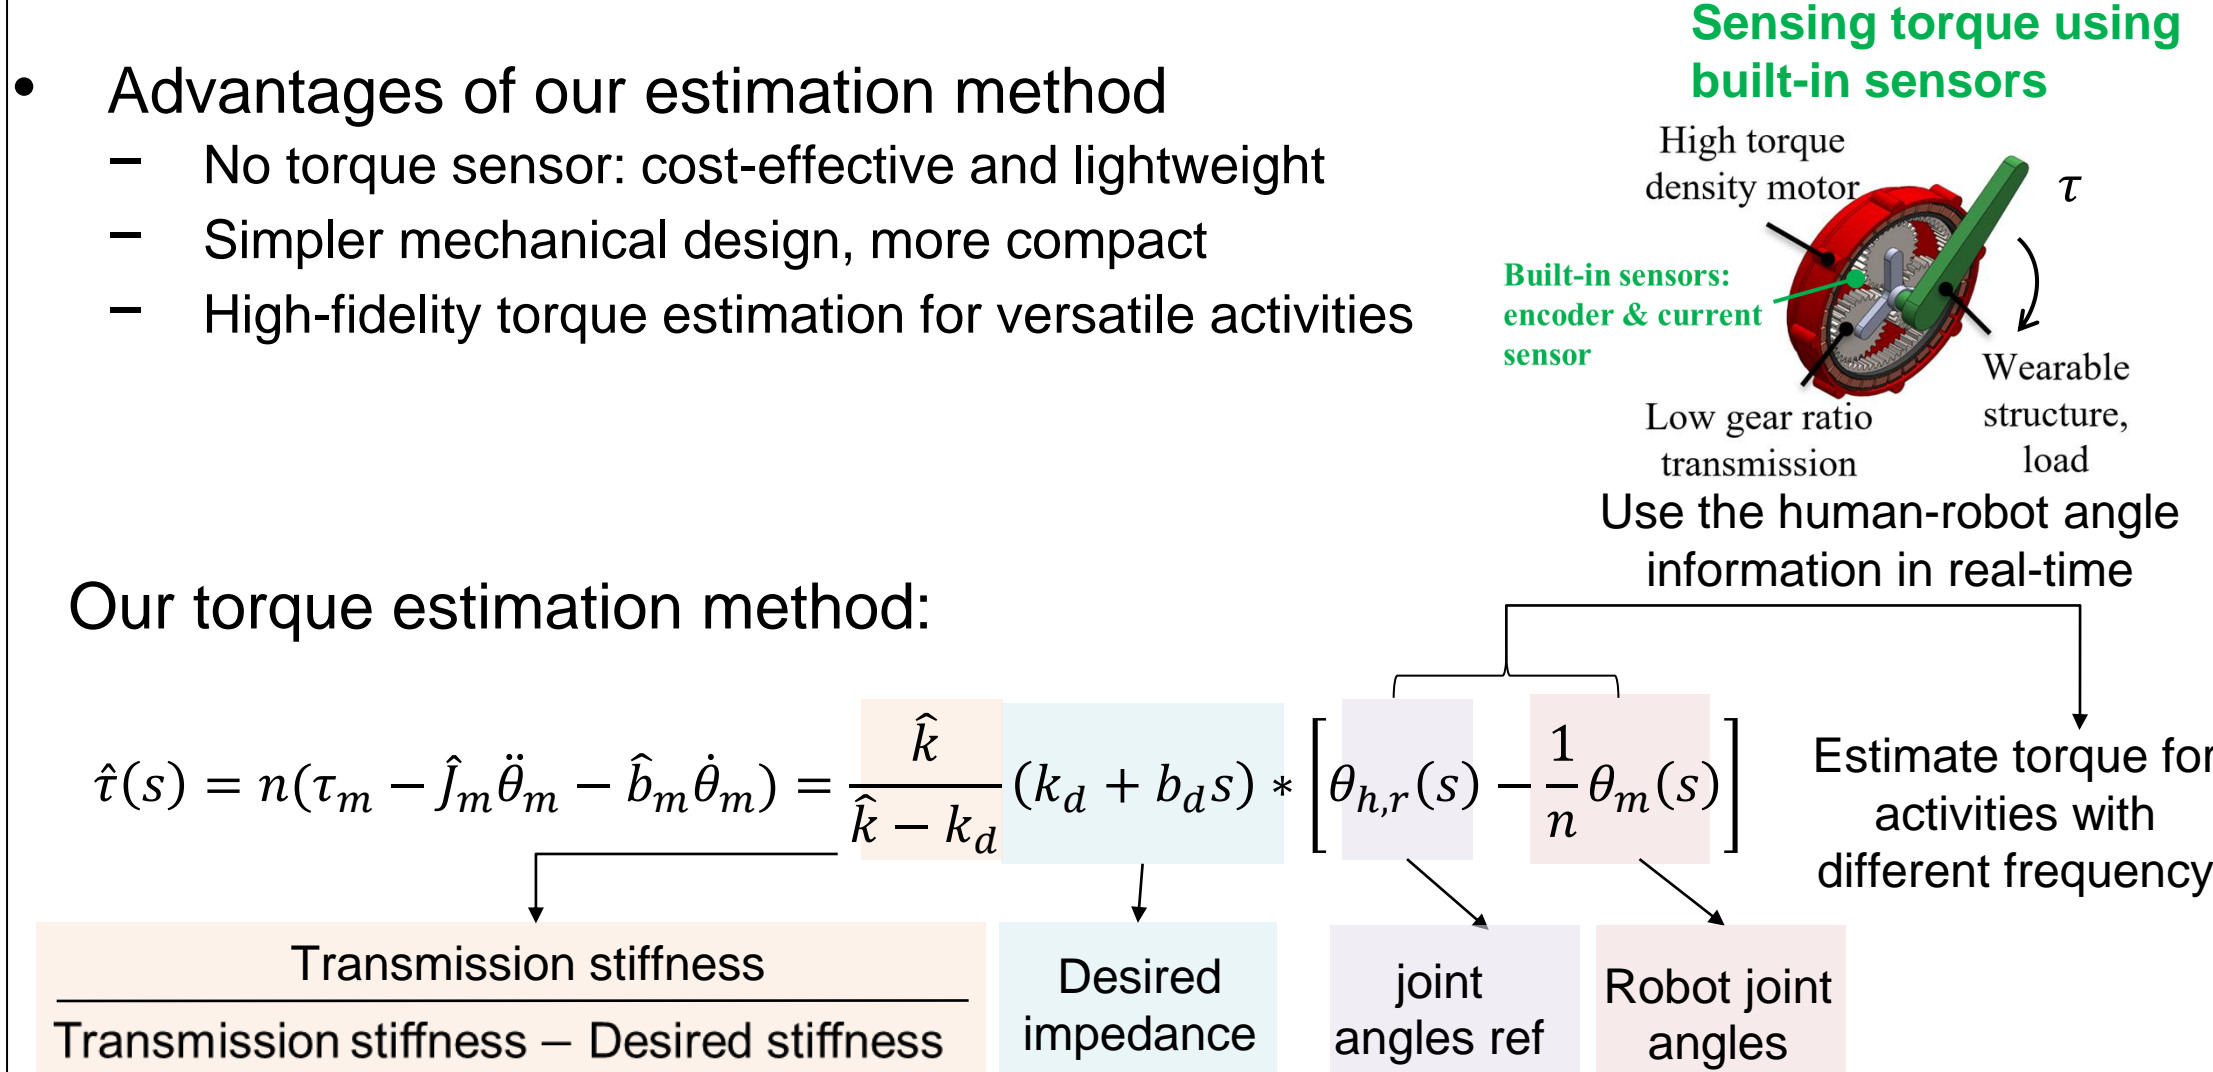 Sensing torque using
built-in sensors
• Advantages of our estimation method
– No torque sensor: cost-effective and lightweight
– Simpler mechanical design, more compact
– High-fidelity torque estimation for versatile activities
High torque
density motor
τ
Built-in sensors:
encoder & current
sensor
Wearable
structure,
load
Low gear ratio
transmission
Use the human-robot angle
information in real-time
Our torque estimation method:
τ̂(s) = n(τ_m − Ĵ_m θ̈_m − b̂_m θ̇_m) = k̂ / (k̂ − k_d) (k_d + b_d s) ∗ [θ_{h,r}(s) − 1/n θ_m(s)]
Estimate torque for
activities with
different frequency
Transmission stiffness
Transmission stiffness – Desired stiffness
Desired
impedance
joint
angles ref
Robot joint
angles